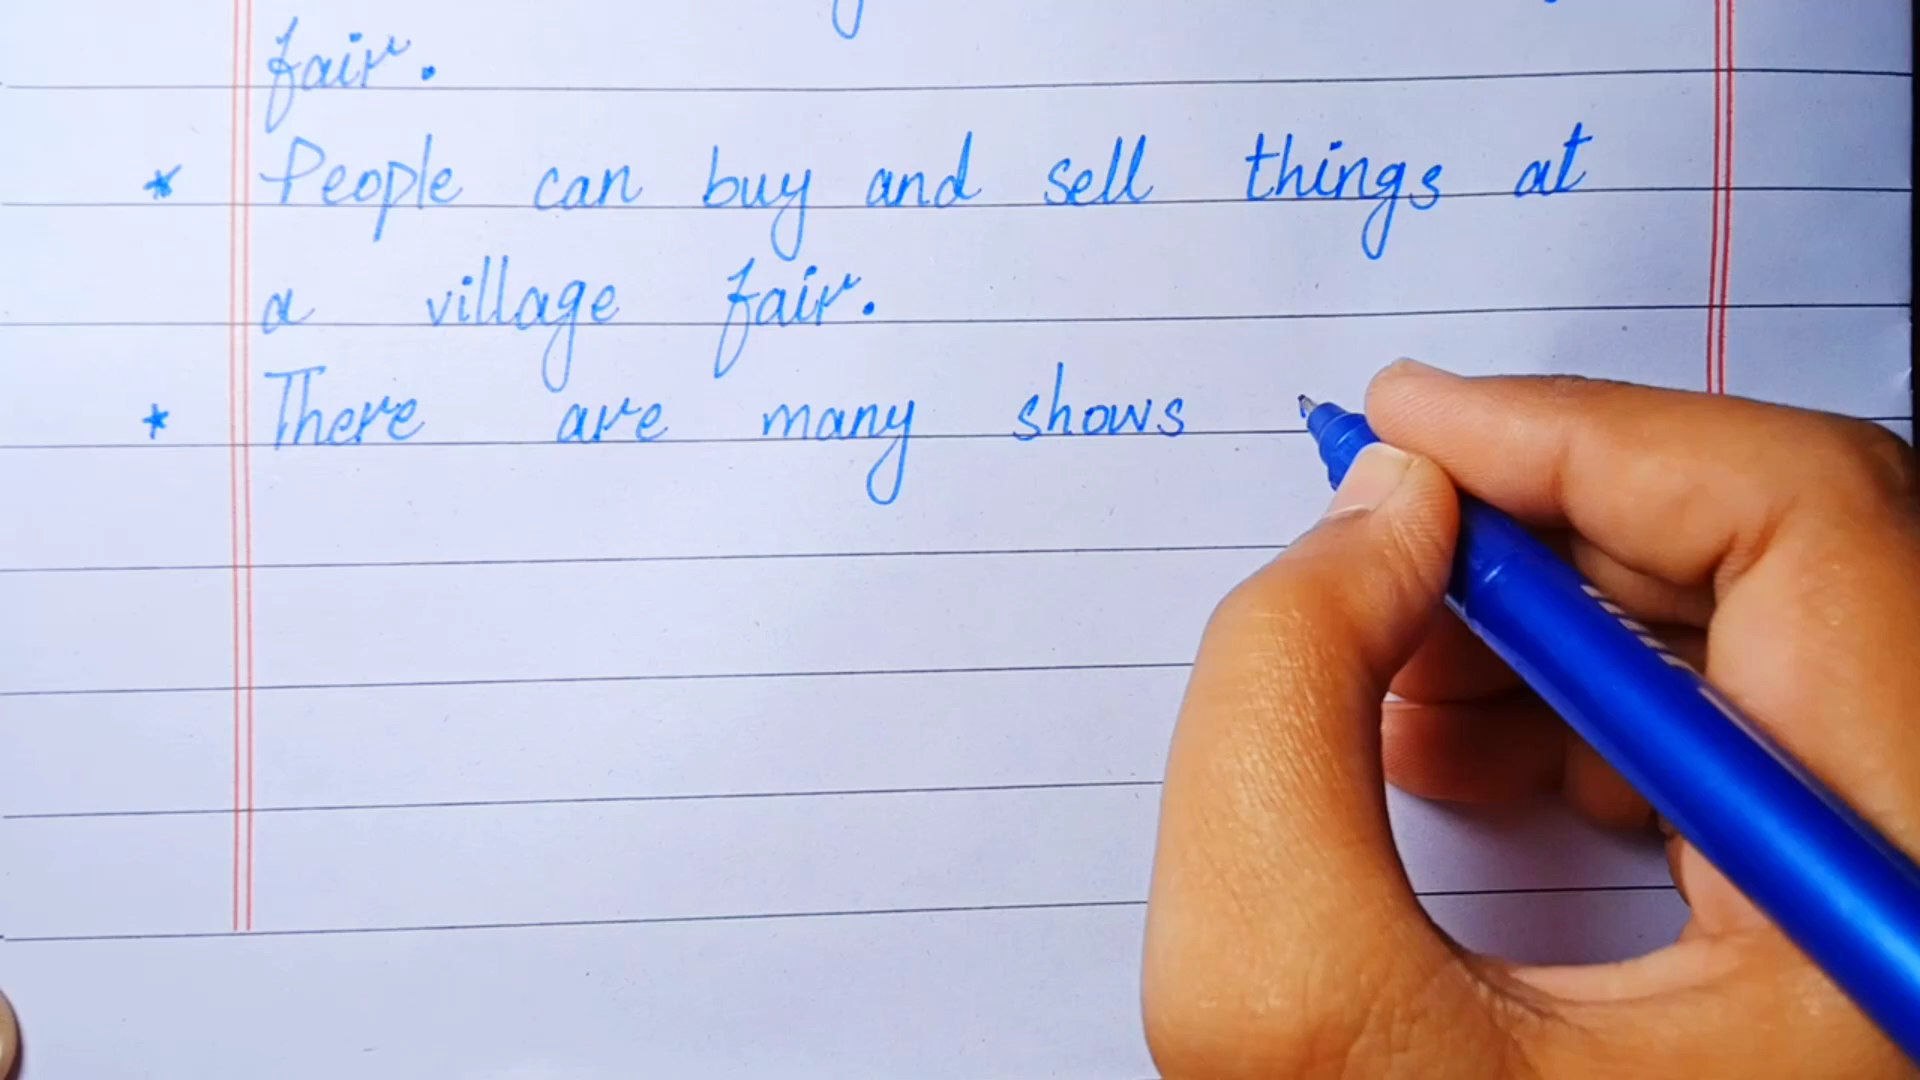 fair.
* People can buy and sell things at
a village fair.
* There are many shows